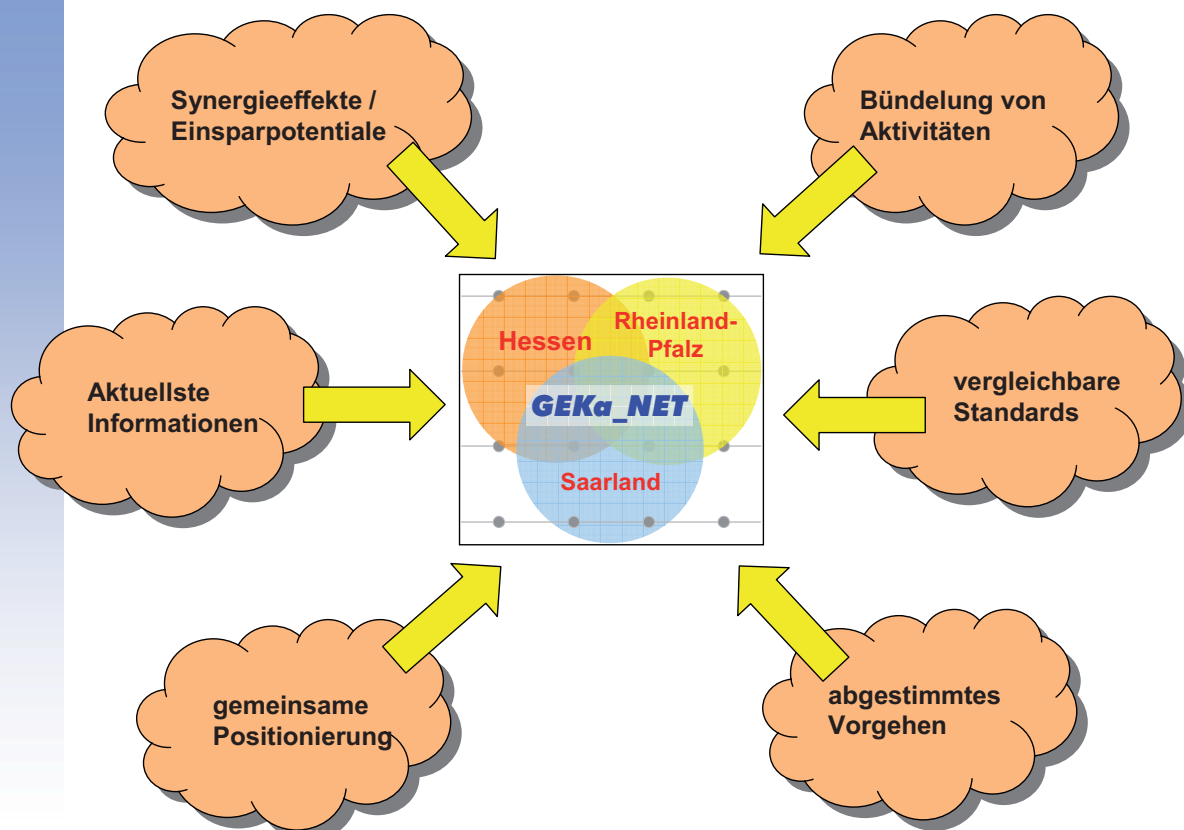 Synergieeffekte /
Einsparpotentiale
Bündelung von
Aktivitäten
Hessen
Rheinland-
Pfalz
GEKa_NET
Saarland
Aktuellste
Informationen
vergleichbare
Standards
gemeinsame
Positionierung
abgestimmtes
Vorgehen